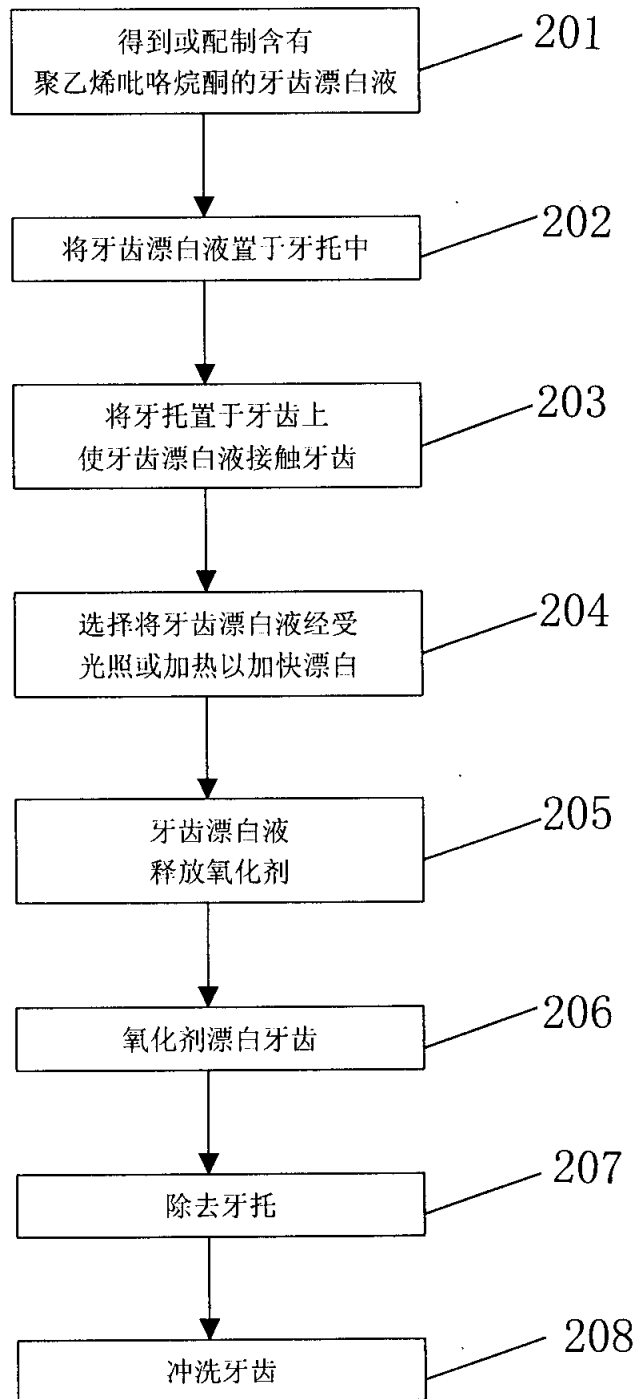 得到或配制含有
聚乙烯吡咯烷酮的牙齿漂白液
201
将牙齿漂白液置于牙托中
202
将牙托置于牙齿上
使牙齿漂白液接触牙齿
203
选择将牙齿漂白液经受
光照或加热以加快漂白
204
牙齿漂白液
释放氧化剂
205
氧化剂漂白牙齿
206
除去牙托
207
冲洗牙齿
208